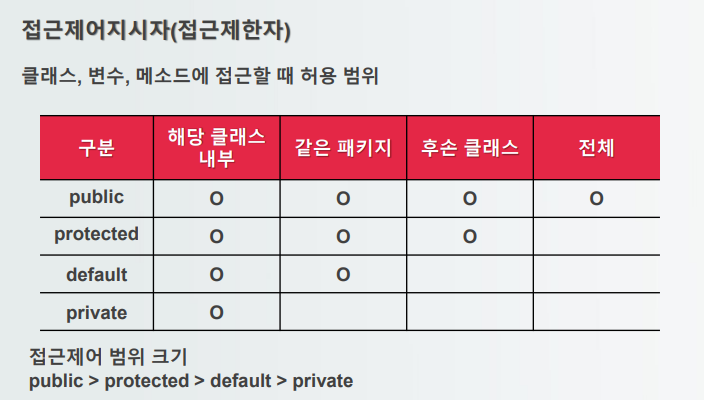 접근제어지시자(접근제한자)
클래스, 변수, 메소드에 접근할 때 허용 범위
구분 해당 클래스 내부 같은 패키지 후손 클래스 전체
public O O O O
protected O O O
default O O
private O
접근제어 범위 크기
public > protected > default > private